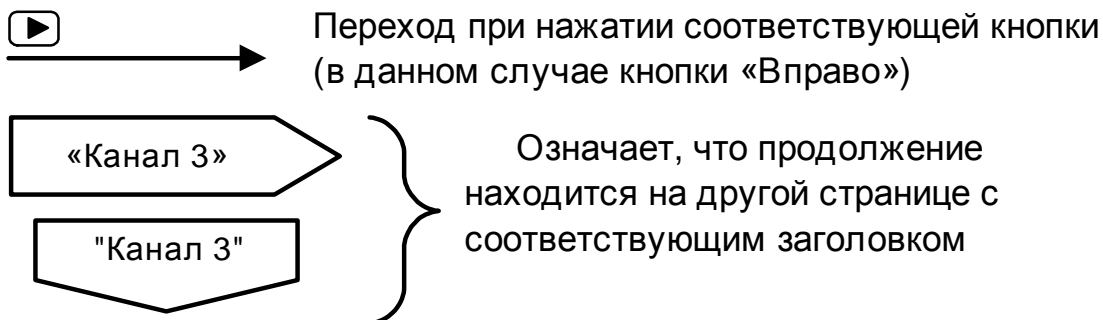 Переход при нажатии соответствующей кнопки
(в данном случае кнопки «Вправо»)
«Канал 3»
"Канал 3"
Означает, что продолжение
находится на другой странице с
соответствующим заголовком